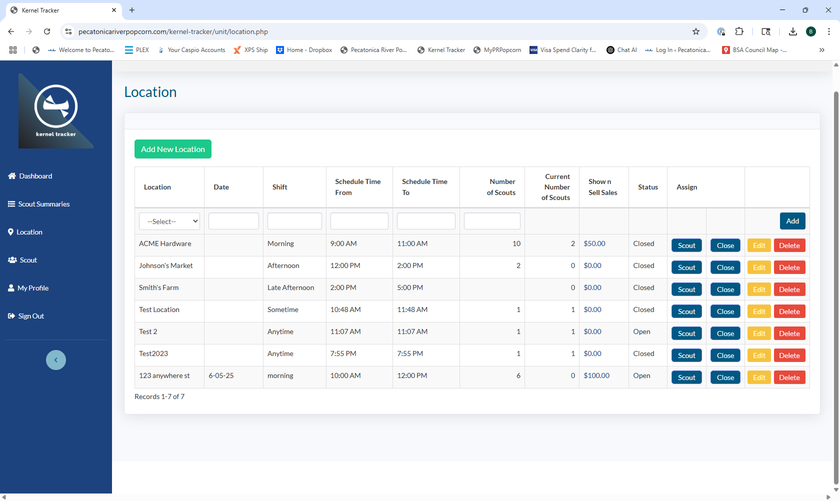 Kernel Tracker
pecatonicariverpopcorn.com/kernel-tracker/unit/location.php
B
Welcome to Pecato...
PLEX
Your Caspio Accounts
XPS Ship
Home - Dropbox
Pecatonica River Po...
Kernel Tracker
MyPRPopcorn
Visa Spend Clarity f...
Chat AI
Log In ‹ Pecatonica...
BSA Council Map -...
kernel tracker
Dashboard
Scout Summaries
Location
Scout
My Profile
Sign Out
Location
Add New Location
Location Date Shift Schedule Time From Schedule Time To Number of Scouts Current Number of Scouts Show n Sell Sales Status Assign
--Select-- Add
ACME Hardware Morning 9:00 AM 11:00 AM 10 2 $50.00 Closed Scout Close Edit Delete
Johnson's Market Afternoon 12:00 PM 2:00 PM 2 0 $0.00 Closed Scout Close Edit Delete
Smith's Farm Late Afternoon 2:00 PM 5:00 PM 0 $0.00 Closed Scout Close Edit Delete
Test Location Sometime 10:48 AM 11:48 AM 1 1 $0.00 Closed Scout Close Edit Delete
Test 2 Anytime 11:07 AM 11:07 AM 1 1 $0.00 Open Scout Close Edit Delete
Test2023 Anytime 7:55 PM 7:55 PM 1 1 $0.00 Closed Scout Close Edit Delete
123 anywhere st 6-05-25 morning 10:00 AM 12:00 PM 6 0 $100.00 Open Scout Close Edit Delete
Records 1-7 of 7